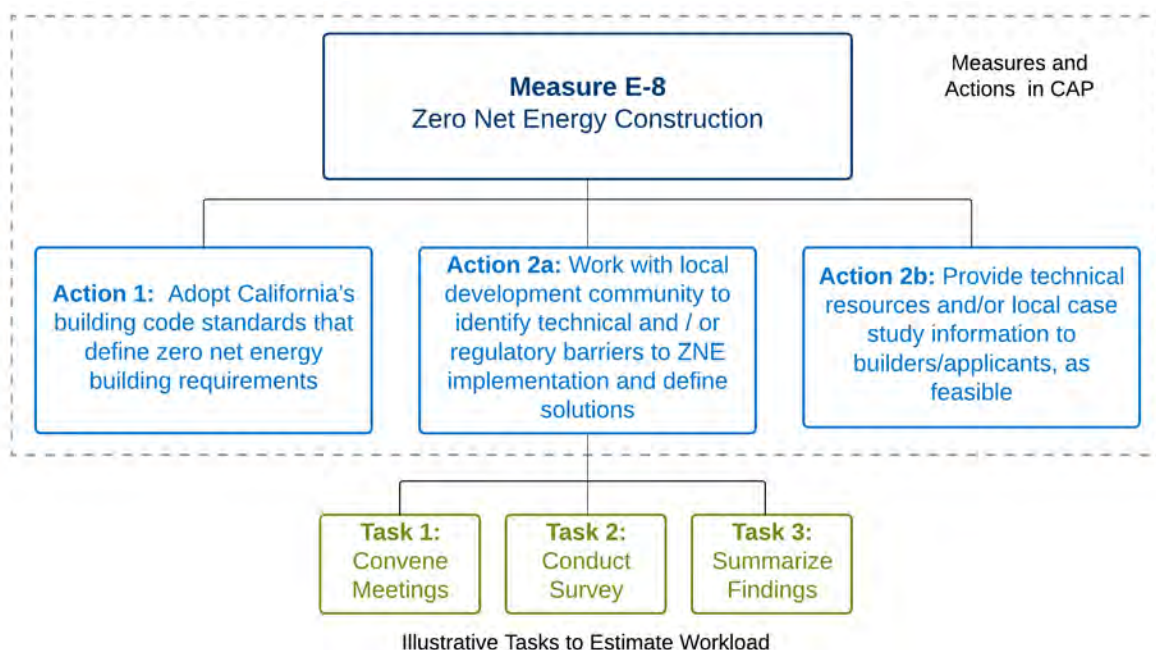 Measure E-8
Zero Net Energy Construction
Measures and
Actions in CAP
Action 1: Adopt California's
building code standards that
define zero net energy
building requirements
Action 2a: Work with local
development community to
identify technical and / or
regulatory barriers to ZNE
implementation and define
solutions
Action 2b: Provide technical
resources and/or local case
study information to
builders/applicants, as
feasible
Task 1:
Convene
Meetings
Task 2:
Conduct
Survey
Task 3:
Summarize
Findings
Illustrative Tasks to Estimate Workload